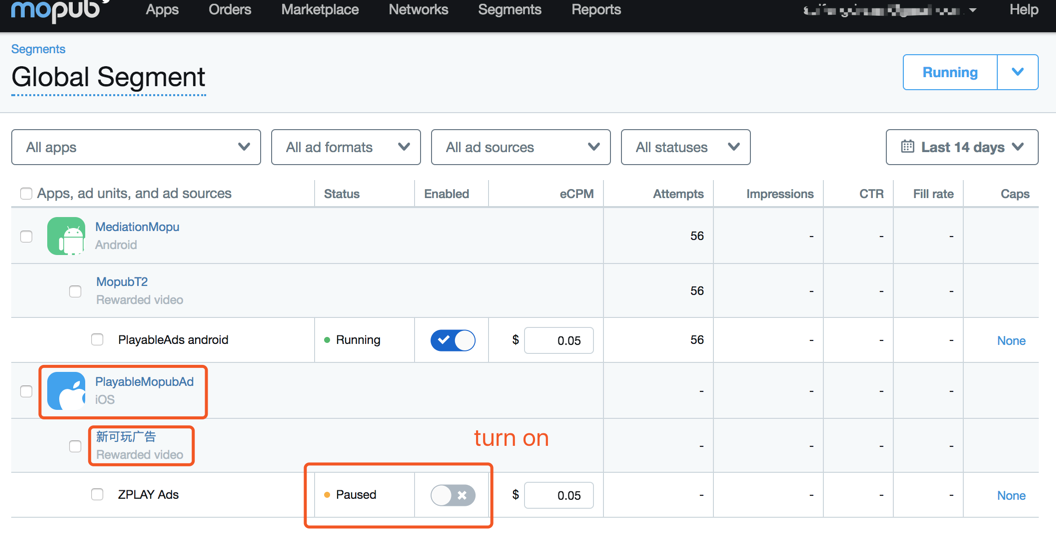 mopub
Apps Orders Marketplace Networks Segments Reports Help
Segments
Global Segment
Running
All apps All ad formats All ad sources All statuses Last 14 days
Apps, ad units, and ad sources Status Enabled eCPM Attempts Impressions CTR Fill rate Caps
MediationMopu 56 - - -
Android
MopubT2 56 - - -
Rewarded video
PlayableAds android Running $ 0.05 56 - - - None
PlayableMopubAd - - - -
iOS
新可玩广告 turn on - - - -
Rewarded video
ZPLAY Ads Paused $ 0.05 - - - - None